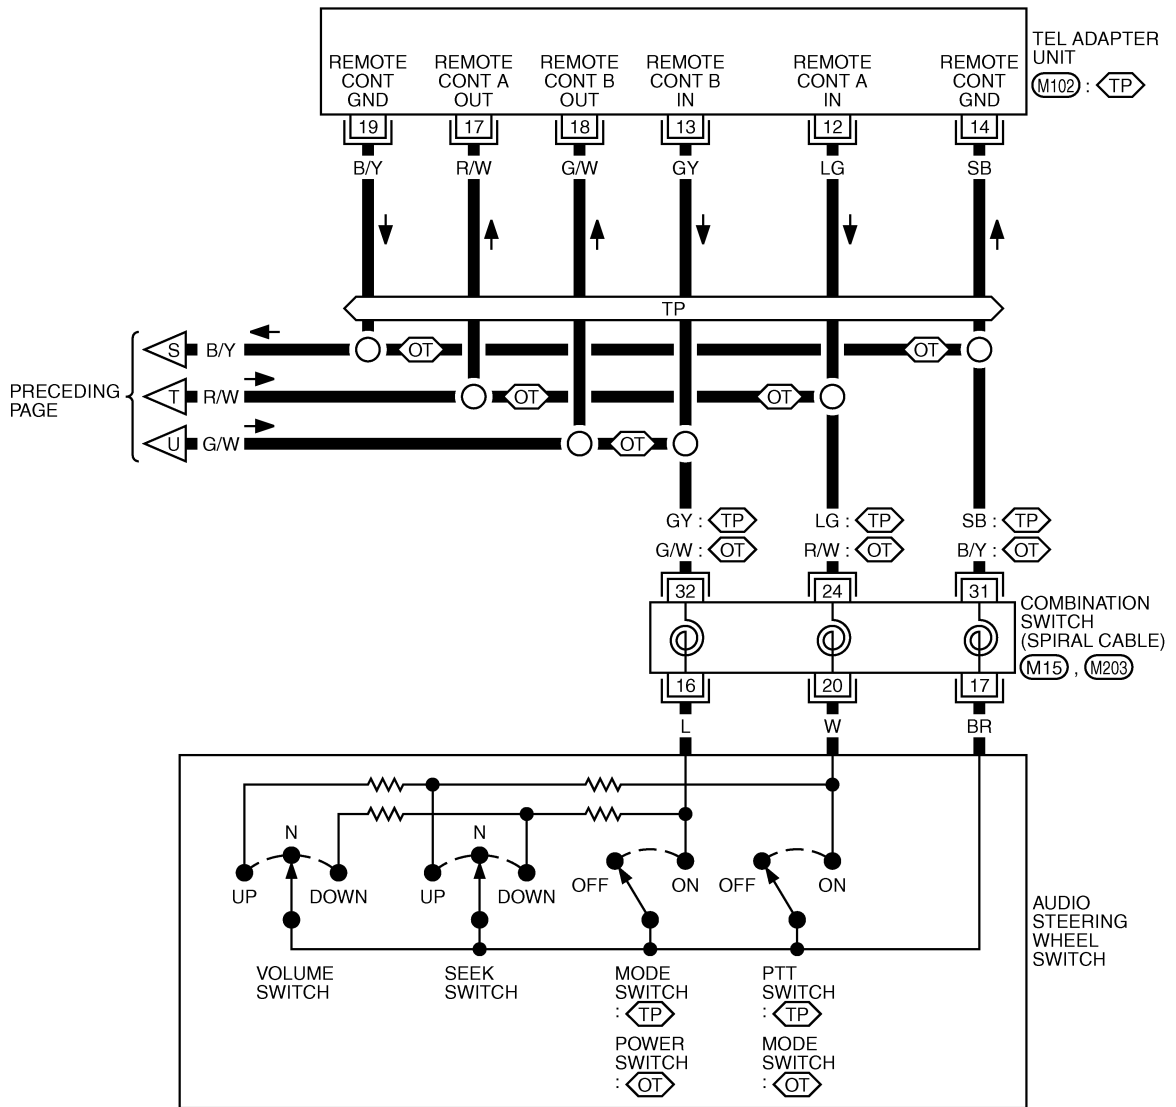 TEL ADAPTER
UNIT
M102 : TP
REMOTE
CONT
GND
REMOTE
CONT A
OUT
REMOTE
CONT B
OUT
REMOTE
CONT B
IN
REMOTE
CONT A
IN
REMOTE
CONT
GND
19 17 18 13 12 14
B/Y R/W G/W GY LG SB
TP
PRECEDING
PAGE
S B/Y OT OT
T R/W OT OT
U G/W OT
GY : TP LG : TP SB : TP
G/W : OT R/W : OT B/Y : OT
32 24 31
COMBINATION
SWITCH
(SPIRAL CABLE)
M15 , M203
16 20 17
L W BR
N N
UP DOWN UP DOWN OFF ON OFF ON
AUDIO
STEERING
WHEEL
SWITCH
VOLUME
SWITCH
SEEK
SWITCH
MODE
SWITCH
: TP
POWER
SWITCH
: OT
PTT
SWITCH
: TP
MODE
SWITCH
: OT